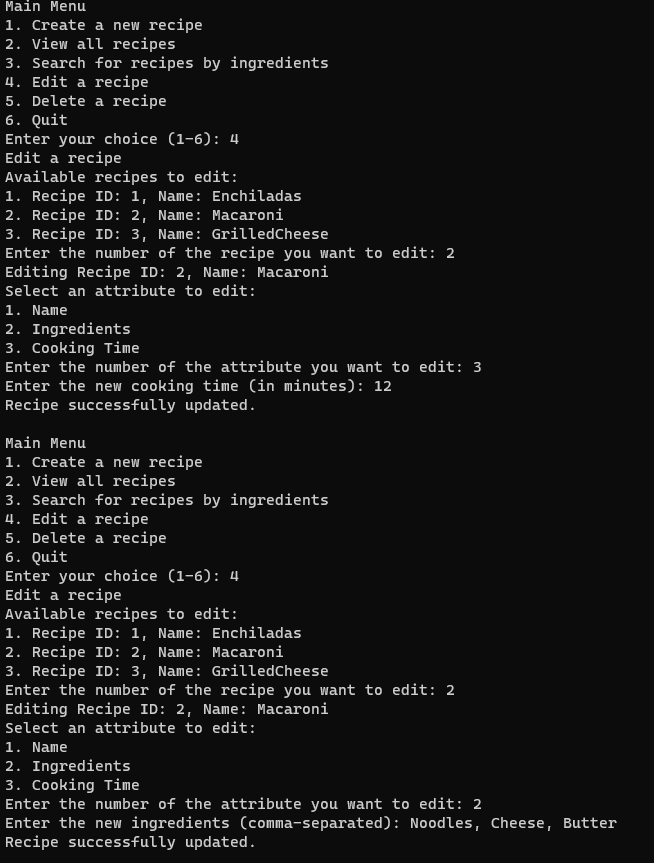 Main Menu
1. Create a new recipe
2. View all recipes
3. Search for recipes by ingredients
4. Edit a recipe
5. Delete a recipe
6. Quit
Enter your choice (1-6): 4
Edit a recipe
Available recipes to edit:
1. Recipe ID: 1, Name: Enchiladas
2. Recipe ID: 2, Name: Macaroni
3. Recipe ID: 3, Name: GrilledCheese
Enter the number of the recipe you want to edit: 2
Editing Recipe ID: 2, Name: Macaroni
Select an attribute to edit:
1. Name
2. Ingredients
3. Cooking Time
Enter the number of the attribute you want to edit: 3
Enter the new cooking time (in minutes): 12
Recipe successfully updated.

Main Menu
1. Create a new recipe
2. View all recipes
3. Search for recipes by ingredients
4. Edit a recipe
5. Delete a recipe
6. Quit
Enter your choice (1-6): 4
Edit a recipe
Available recipes to edit:
1. Recipe ID: 1, Name: Enchiladas
2. Recipe ID: 2, Name: Macaroni
3. Recipe ID: 3, Name: GrilledCheese
Enter the number of the recipe you want to edit: 2
Editing Recipe ID: 2, Name: Macaroni
Select an attribute to edit:
1. Name
2. Ingredients
3. Cooking Time
Enter the number of the attribute you want to edit: 2
Enter the new ingredients (comma-separated): Noodles, Cheese, Butter
Recipe successfully updated.